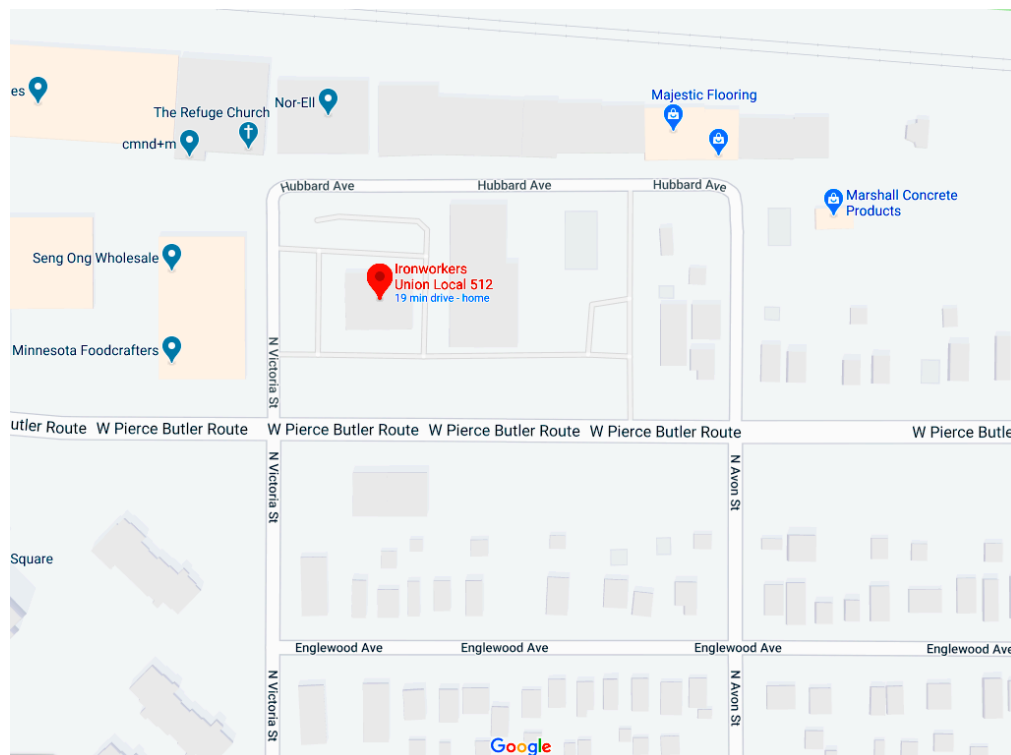 es
The Refuge Church
cmnd+m
Nor-Ell
Majestic Flooring
Hubbard Ave
Hubbard Ave
Hubbard Ave
Marshall Concrete
Products
Seng Ong Wholesale
Ironworkers
Union Local 512
19 min drive - home
Minnesota Foodcrafters
N Victoria St
utler Route
W Pierce Butler Route
W Pierce Butler Route
W Pierce Butler Route
W Pierce Butler Route
W Pierce Butle
N Victoria St
N Avon St
Square
Englewood Ave
Englewood Ave
Englewood Ave
Englewood Ave
N Victoria St
N Avon St
Google